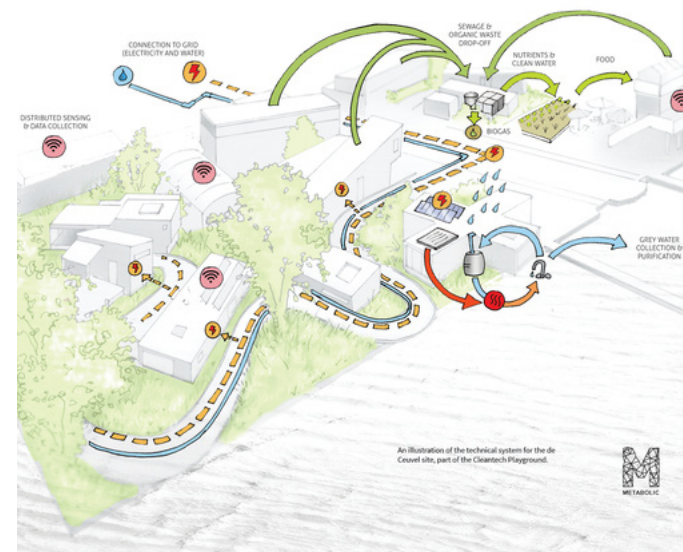 CONNECTION TO GRID
(ELECTRICITY AND WATER)
SEWAGE &
ORGANIC WASTE
DROP-OFF
NUTRIENTS &
CLEAN WATER
FOOD
DISTRIBUTED SENSING
& DATA COLLECTION
BIOGAS
GREY WATER
COLLECTION &
PURIFICATION
An illustration of the technical system for the de
Ceuvel site, part of the Cleantech Playground.
METABOLIC